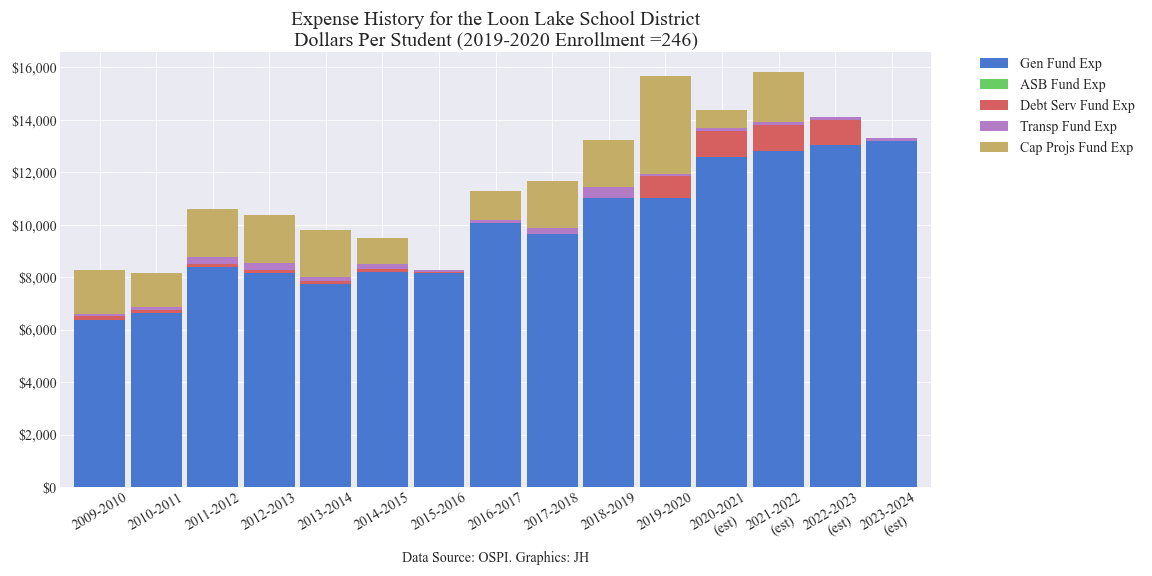 Expense History for the Loon Lake School District
Dollars Per Student (2019-2020 Enrollment =246)
$16,000
$14,000
$12,000
$10,000
$8,000
$6,000
$4,000
$2,000
$0
Gen Fund Exp
ASB Fund Exp
Debt Serv Fund Exp
Transp Fund Exp
Cap Projs Fund Exp
2009-2010
2010-2011
2011-2012
2012-2013
2013-2014
2014-2015
2015-2016
2016-2017
2017-2018
2018-2019
2019-2020
2020-2021
(est)
2021-2022
(est)
2022-2023
(est)
2023-2024
(est)
Data Source: OSPI. Graphics: JH